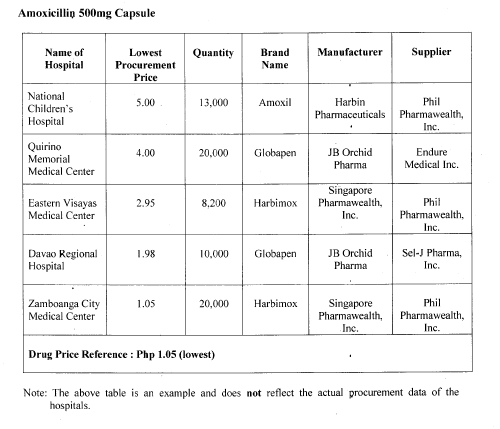 Amoxicillin 500mg Capsule
Name of Hospital Lowest Procurement Price Quantity Brand Name Manufacturer Supplier
National Children's Hospital 5.00 13,000 Amoxil Harbin Pharmaceuticals Phil Pharmawealth, Inc.
Quirino Memorial Medical Center 4.00 20,000 Globapen JB Orchid Pharma Endure Medical Inc.
Eastern Visayas Medical Center 2.95 8,200 Harbimox Singapore Pharmawealth, Inc. Phil Pharmawealth, Inc.
Davao Regional Hospital 1.98 10,000 Globapen JB Orchid Pharma Sel-J Pharma, Inc.
Zamboanga City Medical Center 1.05 20,000 Harbimox Singapore Pharmawealth, Inc. Phil Pharmawealth, Inc.
Drug Price Reference : Php 1.05 (lowest)
Note: The above table is an example and does not reflect the actual procurement data of the
hospitals.